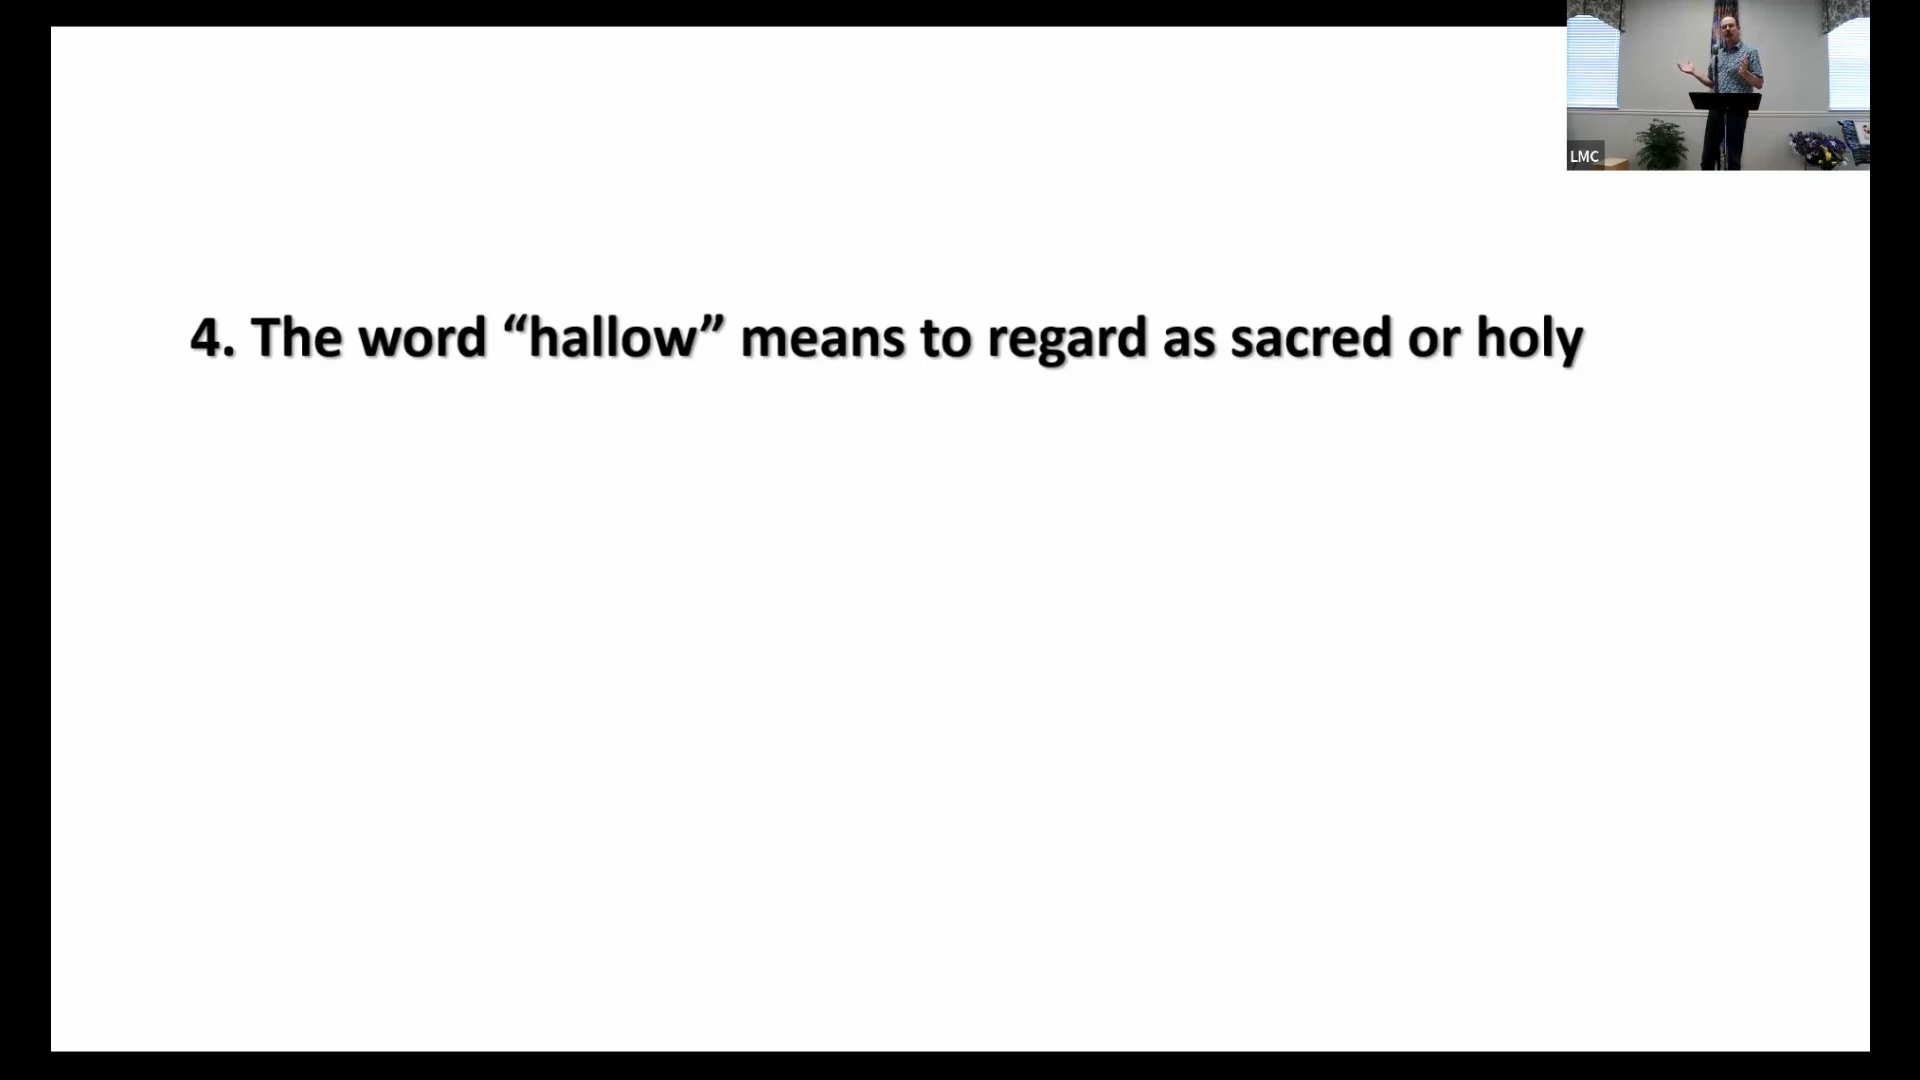 LMC
4. The word “hallow” means to regard as sacred or holy